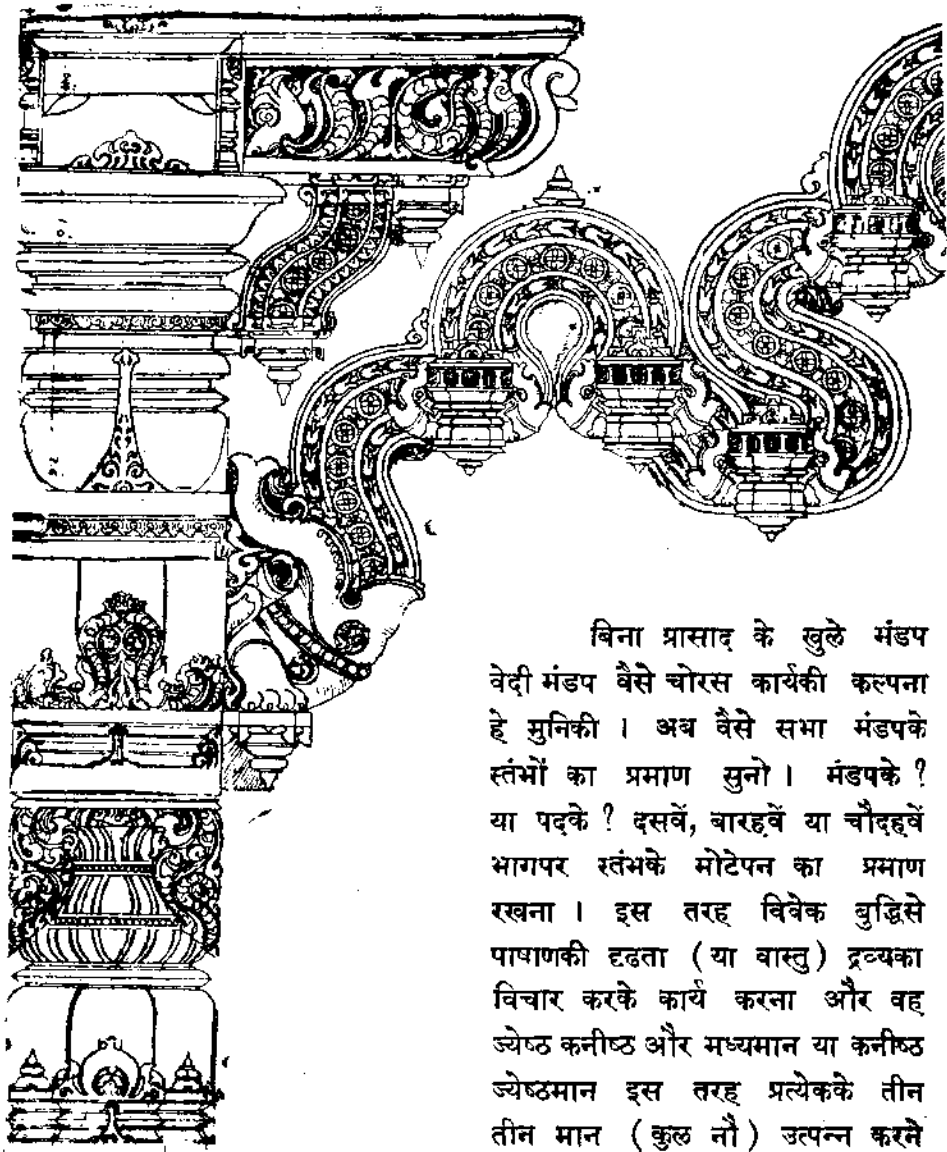 बिना प्रासाद के खुले मंडप
वेदी मंडप वैसे चोरस कार्यकी कल्पना
हे मुनिकी । अब वैसे सभा मंडपके
स्तंभों का प्रमाण सुनो । मंडपके ?
या पदके ? दसवें, बारहवें या चौदहवें
भागपर स्तंभके मोटेपन का प्रमाण
रखना । इस तरह विवेक बुद्धिसे
पाषाणकी दृढता (या वास्तु) द्रव्यका
विचार करके कार्य करना और वह
ज्येष्ठ कनीष्ठ और मध्यमान या कनीष्ठ
ज्येष्ठमान इस तरह प्रत्येकके तीन
तीन मान (कुल नौ) उत्पन्न करने